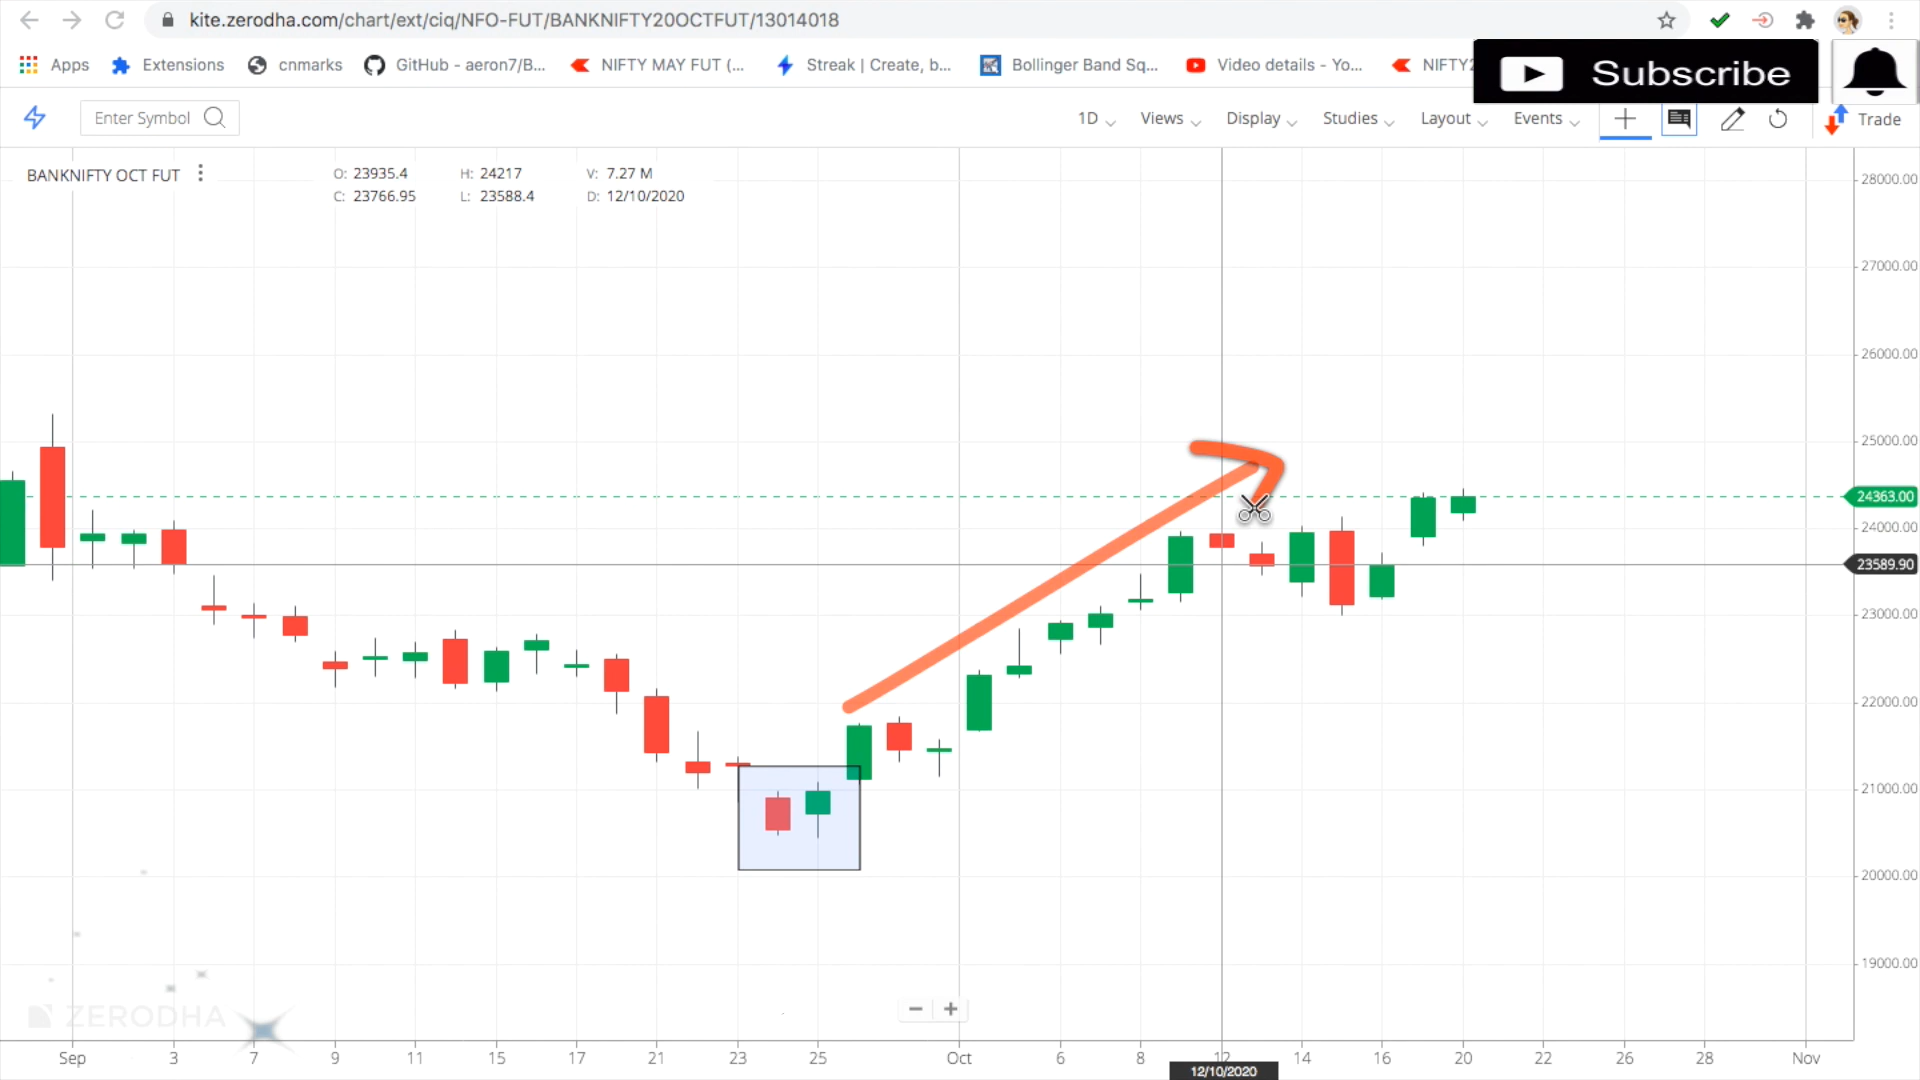 kite.zerodha.com/chart/ext/ciq/NFO-FUT/BANKNIFTY20OCTFUT/13014018
Apps Extensions cnmarks GitHub - aeron7/B... NIFTY MAY FUT (... Streak | Create, b... Bollinger Band Sq... Video details - Yo... NIFTY2
Subscribe
Enter Symbol 1D Views Display Studies Layout Events Trade
BANKNIFTY OCT FUT
O: 23935.4 H: 24217 V: 7.27 M
C: 23766.95 L: 23588.4 D: 12/10/2020
28000.00
27000.00
26000.00
25000.00
24363.00
24000.00
23589.90
23000.00
22000.00
21000.00
20000.00
19000.00
ZERODHA
Sep 3 7 9 11 15 17 21 23 25 Oct 6 8 12 14 16 20 22 26 28 Nov
12/10/2020